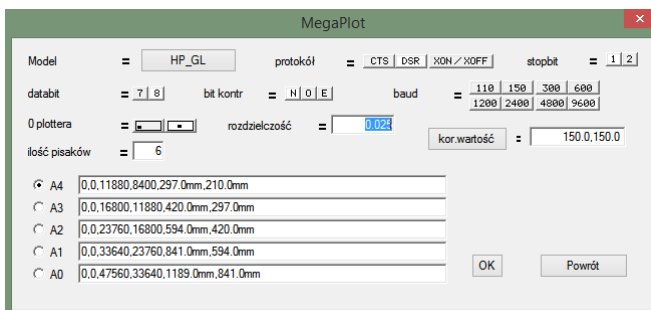 MegaPlot
Model = HP_GL protokół = CTS DSR XON/XOFF stopbit = 1 2
databit = 7 8 bit kontr = N O E baud = 110 150 300 600
1200 2400 4800 9600
0 plottera = rozdzielczość = 0.025
kor.wartość : 150.0,150.0
ilość pisaków = 6
A4 0,0,11880,8400,297.0mm,210.0mm
A3 0,0,16800,11880,420.0mm,297.0mm
A2 0,0,23760,16800,594.0mm,420.0mm
A1 0,0,33640,23760,841.0mm,594.0mm
A0 0,0,47560,33640,1189.0mm,841.0mm
OK Powrót